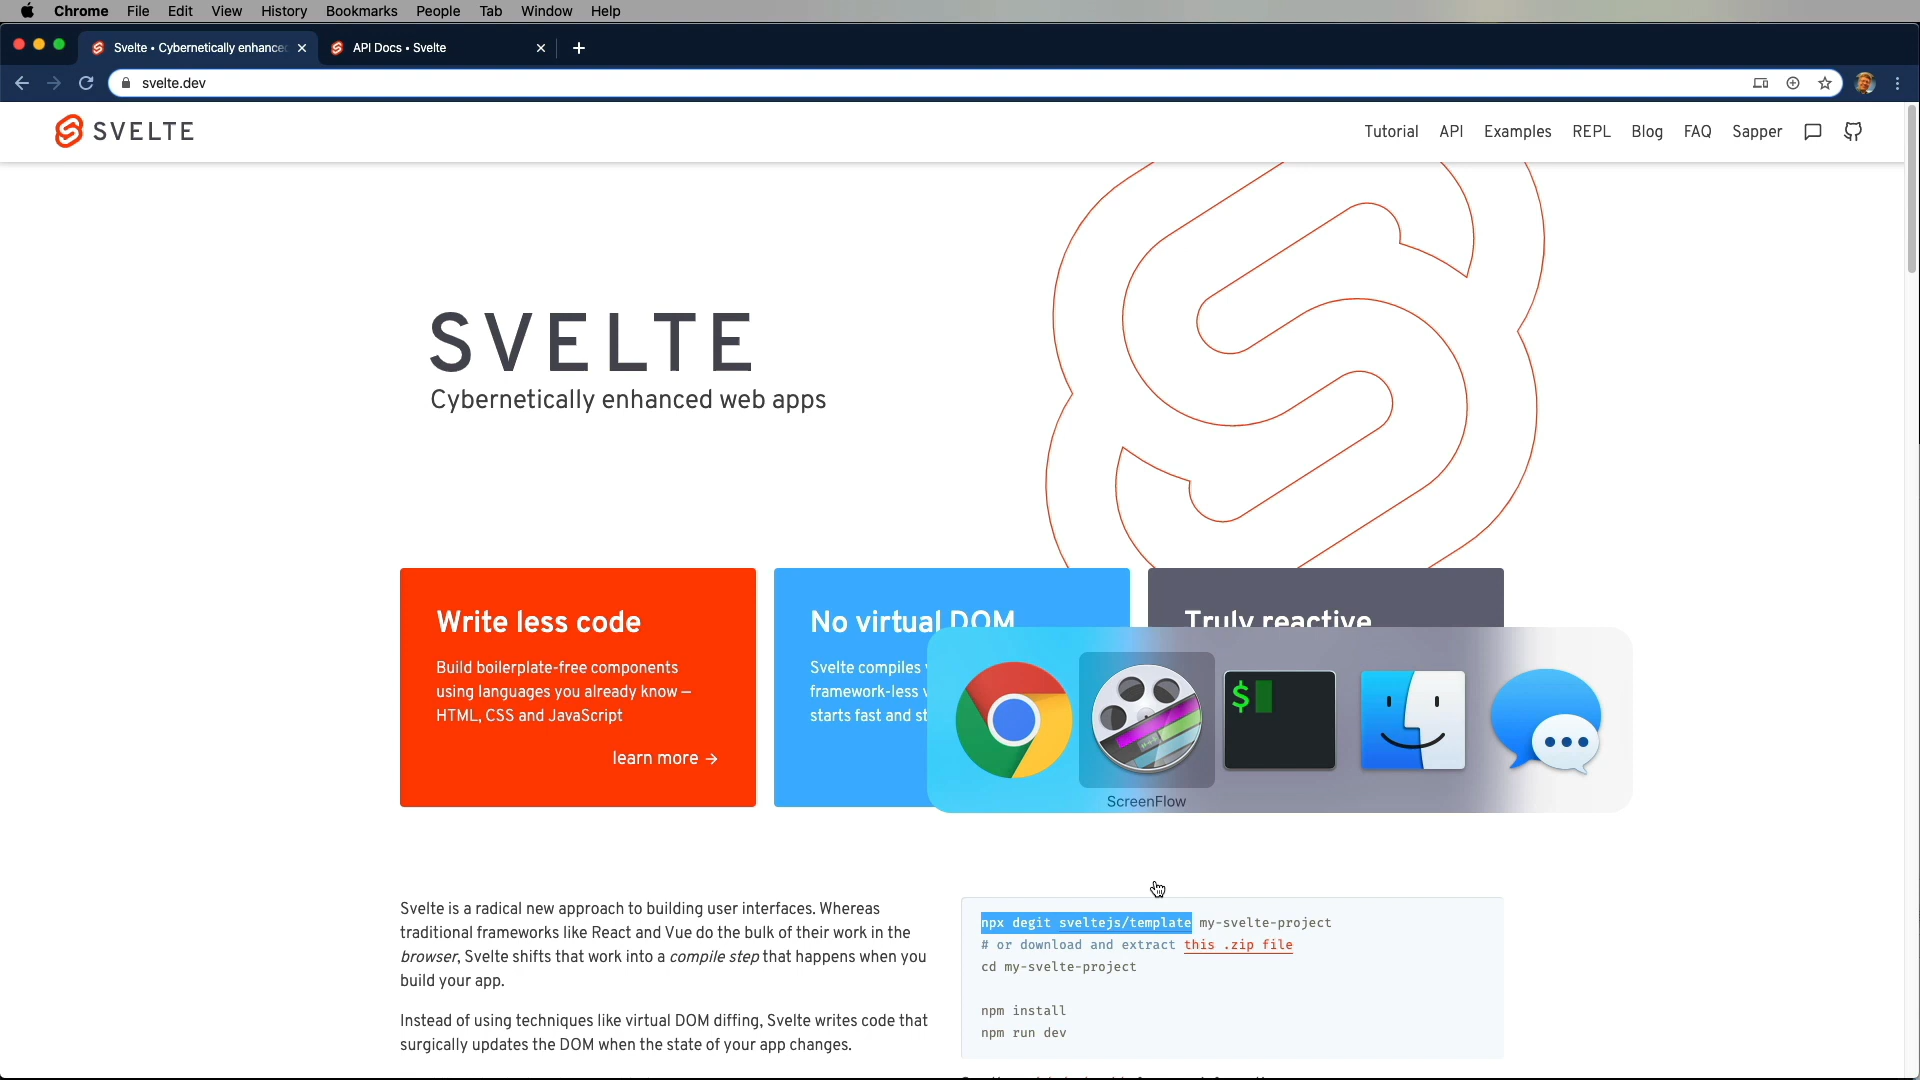 Chrome File Edit View History Bookmarks People Tab Window Help
Svelte • Cybernetically enhance
API Docs • Svelte
svelte.dev
SVELTE
Tutorial API Examples REPL Blog FAQ Sapper
SVELTE
Cybernetically enhanced web apps
Write less code
Build boilerplate-free components
using languages you already know —
HTML, CSS and JavaScript
learn more →
No virtual DOM
Svelte compiles
framework-less
starts fast and
Truly reactive
$
ScreenFlow
Svelte is a radical new approach to building user interfaces. Whereas
traditional frameworks like React and Vue do the bulk of their work in the
browser, Svelte shifts that work into a compile step that happens when you
build your app.
Instead of using techniques like virtual DOM diffing, Svelte writes code that
surgically updates the DOM when the state of your app changes.
npx degit sveltejs/template my-svelte-project
# or download and extract this .zip file
cd my-svelte-project
npm install
npm run dev